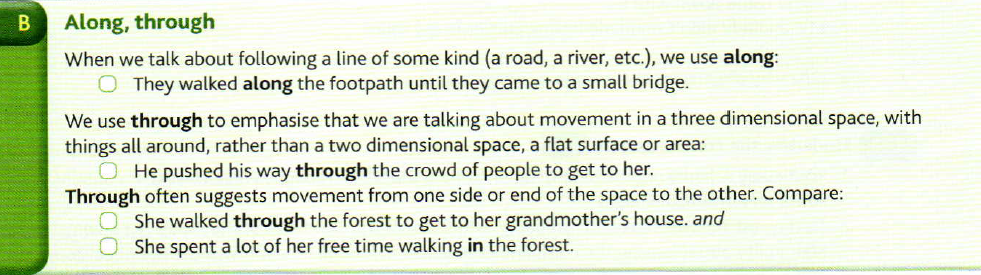 B Along, through
When we talk about following a line of some kind (a road, a river, etc.), we use along:
They walked along the footpath until they came to a small bridge.
We use through to emphasise that we are talking about movement in a three dimensional space, with
things all around, rather than a two dimensional space, a flat surface or area:
He pushed his way through the crowd of people to get to her.
Through often suggests movement from one side or end of the space to the other. Compare:
She walked through the forest to get to her grandmother's house. and
She spent a lot of her free time walking in the forest.